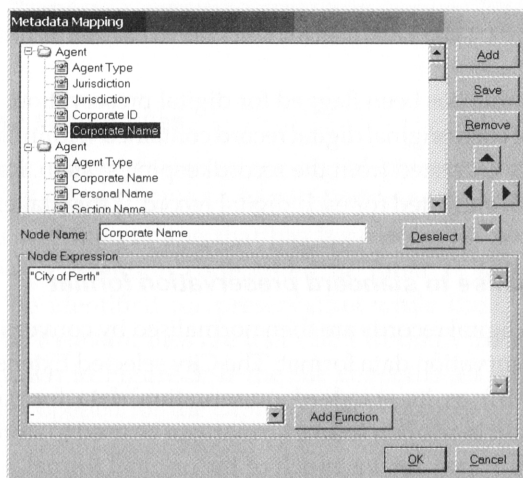 Metadata Mapping
Agent
Agent Type
Jurisdiction
Jurisdiction
Corporate ID
Corporate Name
Agent
Agent Type
Corporate Name
Personal Name
Section Name
Add
Save
Remove
Node Name: Corporate Name
Deselect
Node Expression
"City of Perth"
-
Add Function
OK
Cancel